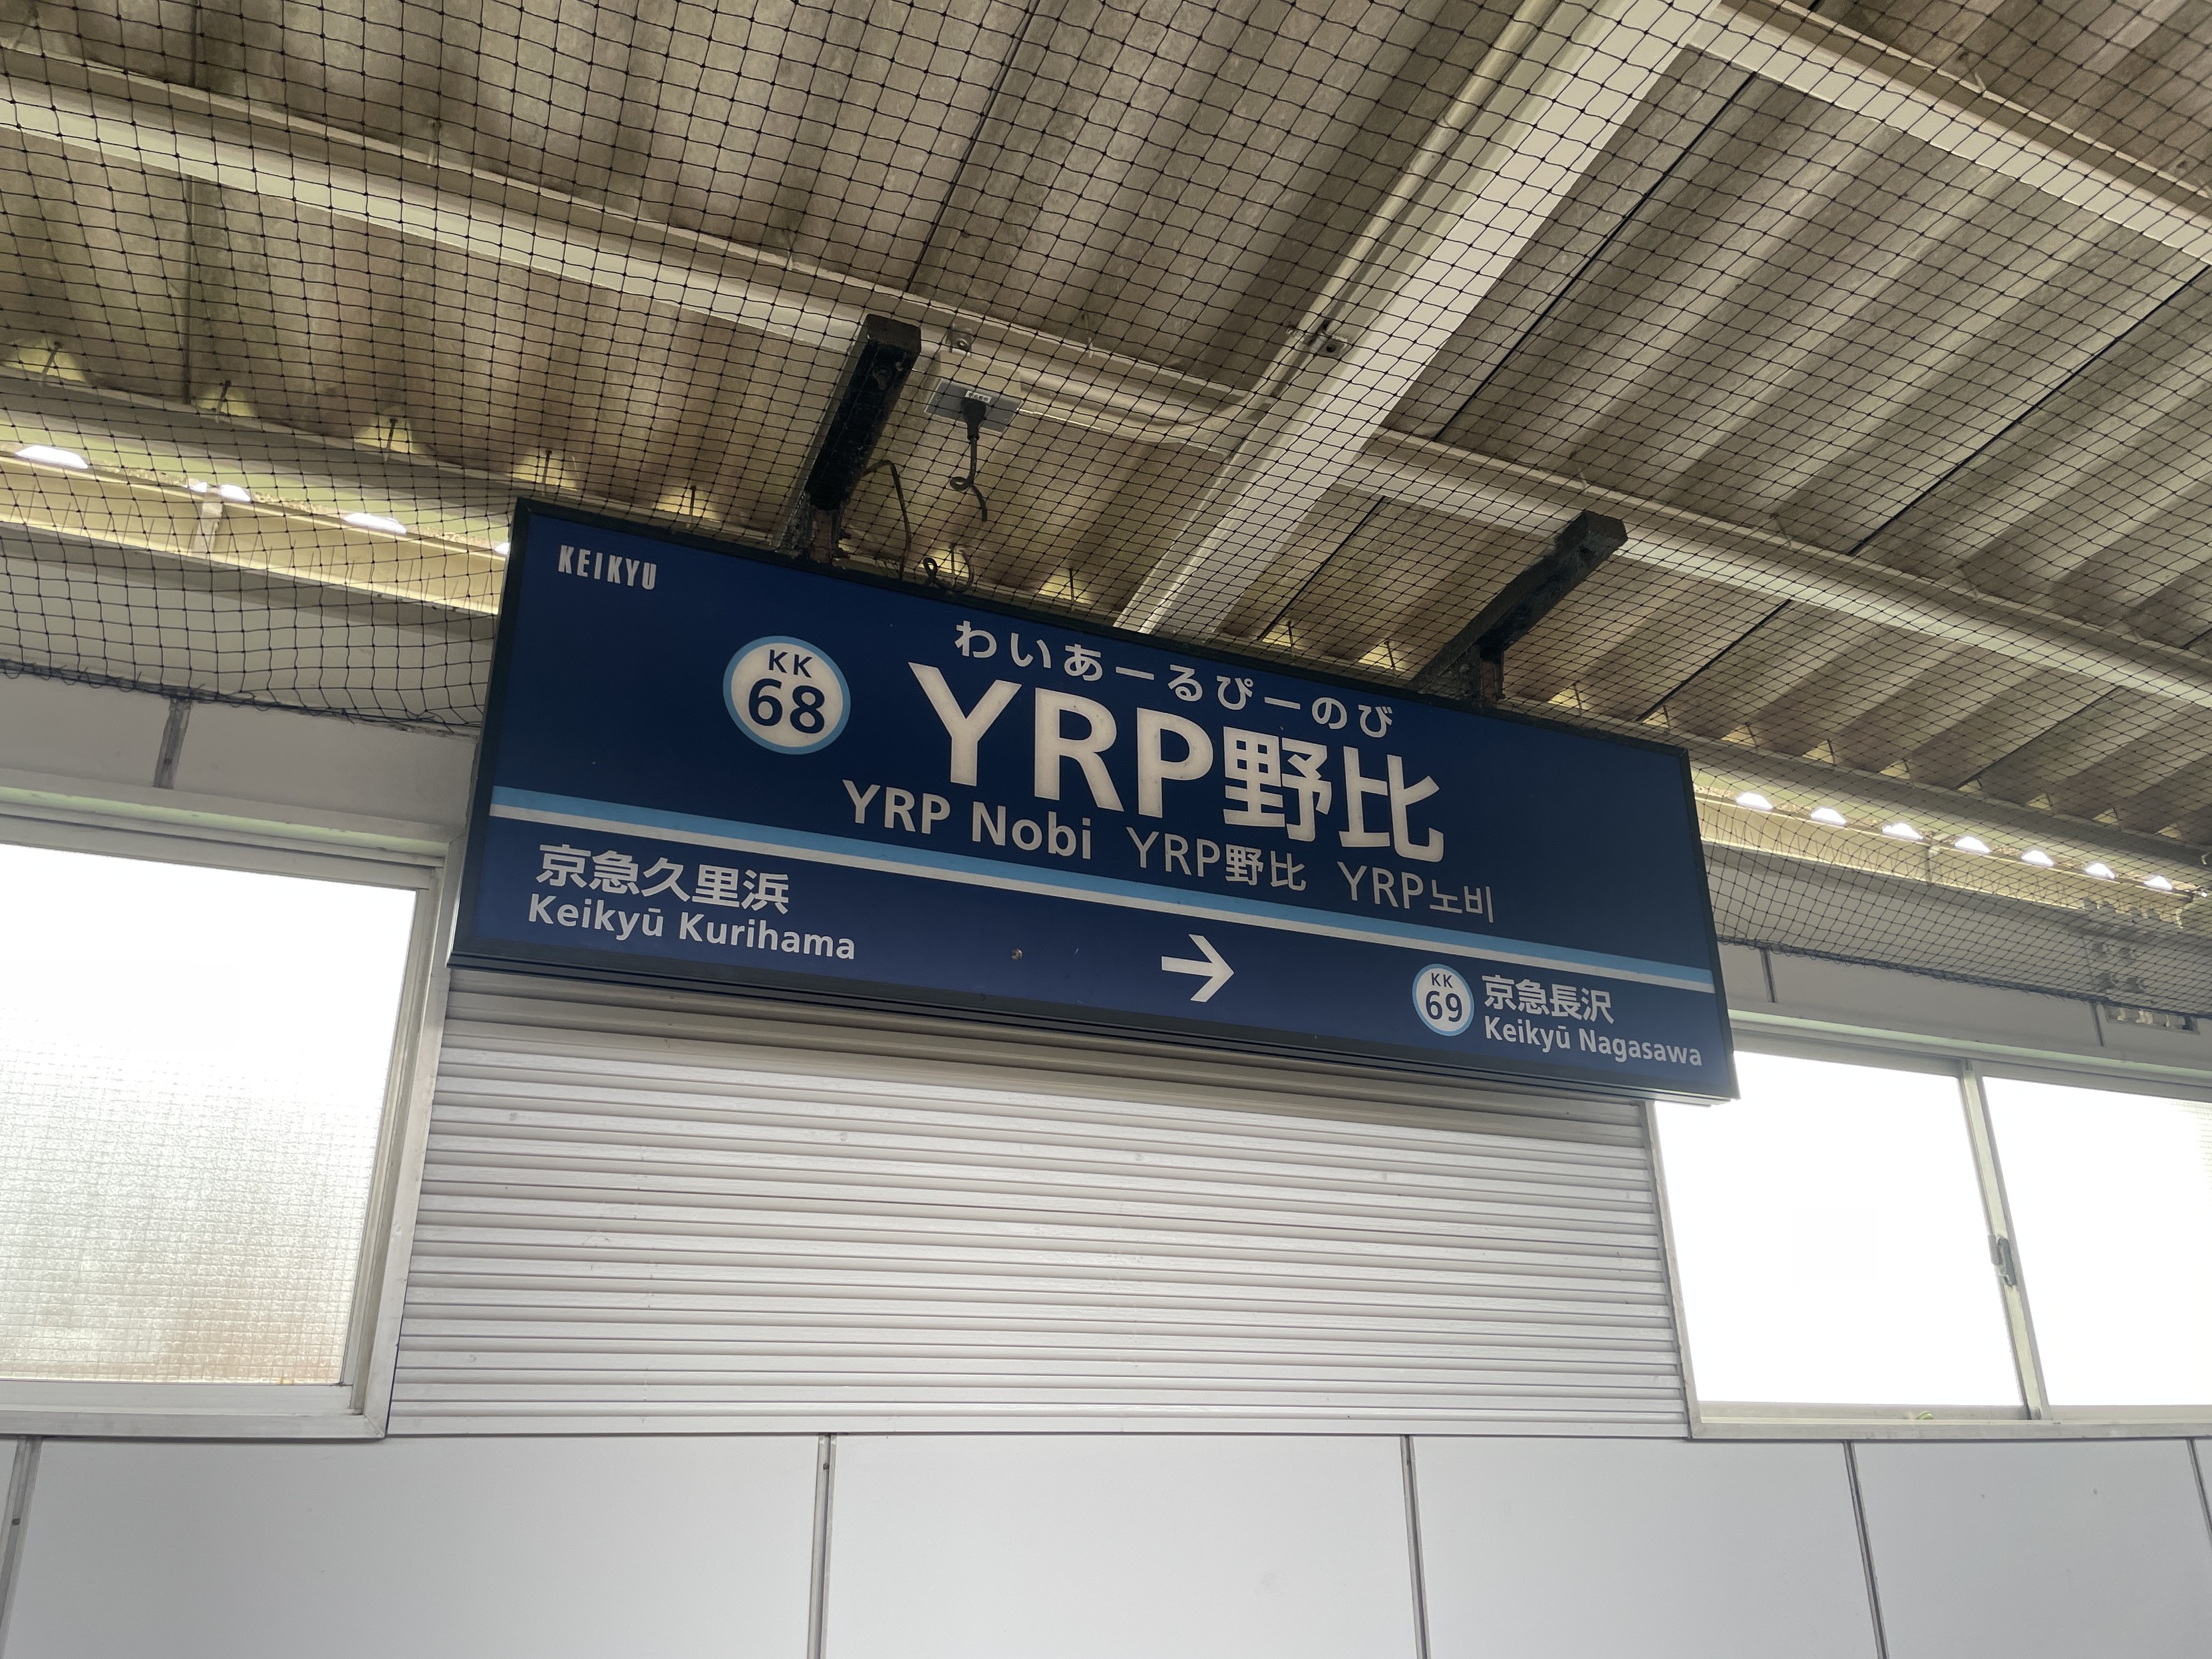 KEIKYU
わいあーるぴーのび
KK
68
YRP野比
YRP Nobi YRP野比 YRP노비
京急久里浜
Keikyū Kurihama
→
KK
69
京急長沢
Keikyū Nagasawa